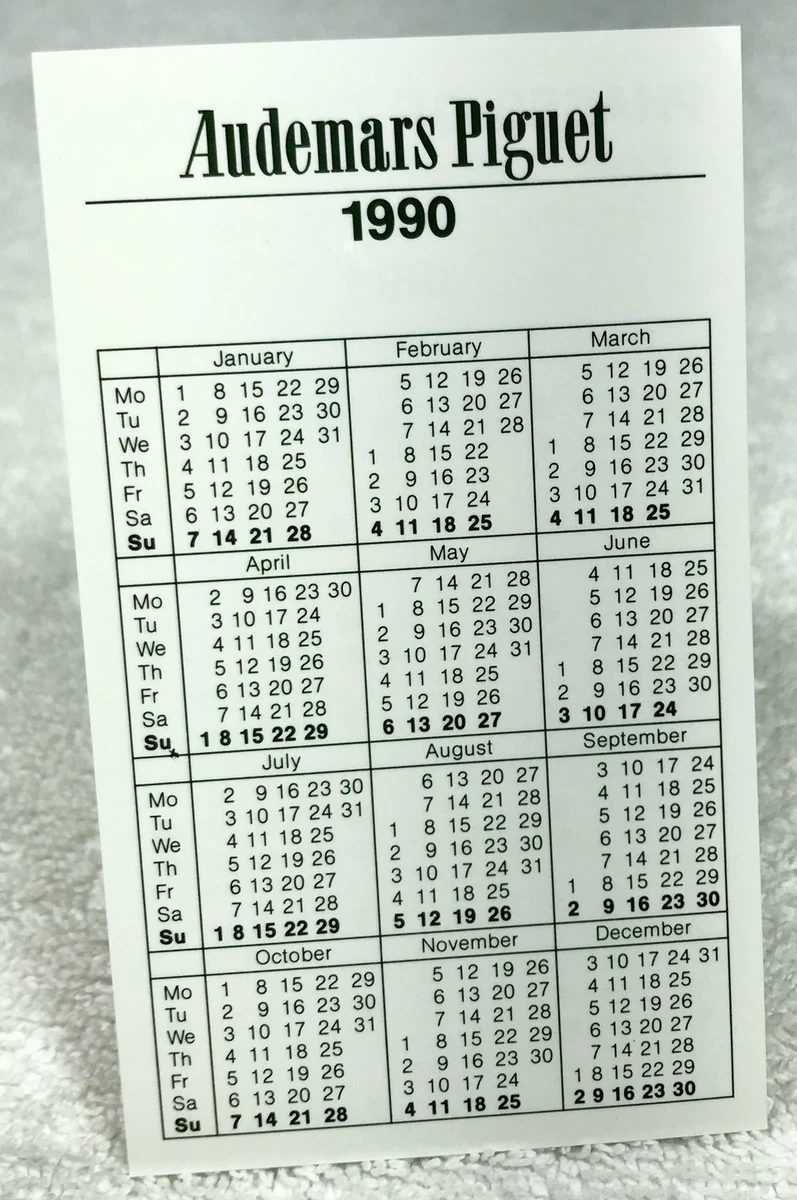 Audemars Piguet
1990
January February March
Mo 1 8 15 22 29 5 12 19 26 5 12 19 26
Tu 2 9 16 23 30 6 13 20 27 6 13 20 27
We 3 10 17 24 31 7 14 21 28 7 14 21 28
Th 4 11 18 25 1 8 15 22 1 8 15 22 29
Fr 5 12 19 26 2 9 16 23 2 9 16 23 30
Sa 6 13 20 27 3 10 17 24 3 10 17 24 31
Su 7 14 21 28 4 11 18 25 4 11 18 25
April May June
Mo 2 9 16 23 30 7 14 21 28 4 11 18 25
Tu 3 10 17 24 1 8 15 22 29 5 12 19 26
We 4 11 18 25 2 9 16 23 30 6 13 20 27
Th 5 12 19 26 3 10 17 24 31 7 14 21 28
Fr 6 13 20 27 4 11 18 25 1 8 15 22 29
Sa 7 14 21 28 5 12 19 26 2 9 16 23 30
Su 1 8 15 22 29 6 13 20 27 3 10 17 24
July August September
Mo 2 9 16 23 30 6 13 20 27 3 10 17 24
Tu 3 10 17 24 31 7 14 21 28 4 11 18 25
We 4 11 18 25 1 8 15 22 29 5 12 19 26
Th 5 12 19 26 2 9 16 23 30 6 13 20 27
Fr 6 13 20 27 3 10 17 24 31 7 14 21 28
Sa 7 14 21 28 4 11 18 25 1 8 15 22 29
Su 1 8 15 22 29 5 12 19 26 2 9 16 23 30
October November December
Mo 1 8 15 22 29 5 12 19 26 3 10 17 24 31
Tu 2 9 16 23 30 6 13 20 27 4 11 18 25
We 3 10 17 24 31 7 14 21 28 5 12 19 26
Th 4 11 18 25 1 8 15 22 29 6 13 20 27
Fr 5 12 19 26 2 9 16 23 30 7 14 21 28
Sa 6 13 20 27 3 10 17 24 1 8 15 22 29
Su 7 14 21 28 4 11 18 25 2 9 16 23 30